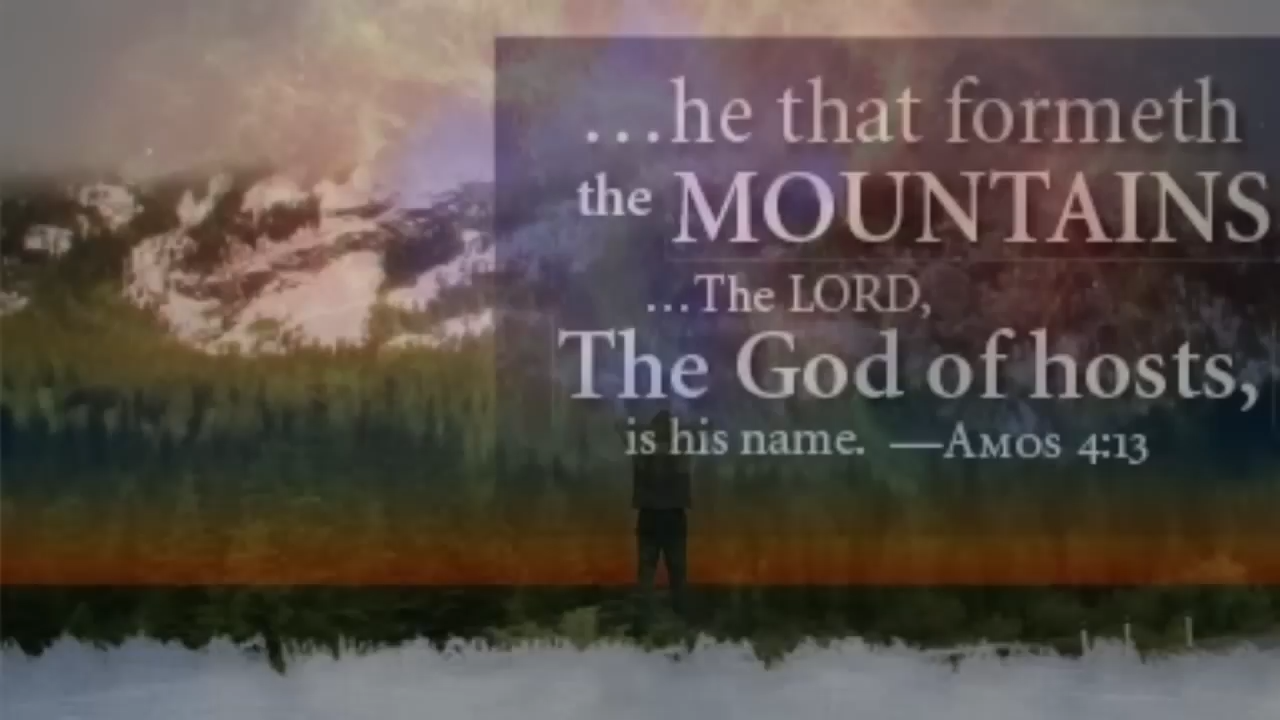 …he that formeth
the MOUNTAINS
…The LORD,
The God of hosts,
is his name. —AMOS 4:13